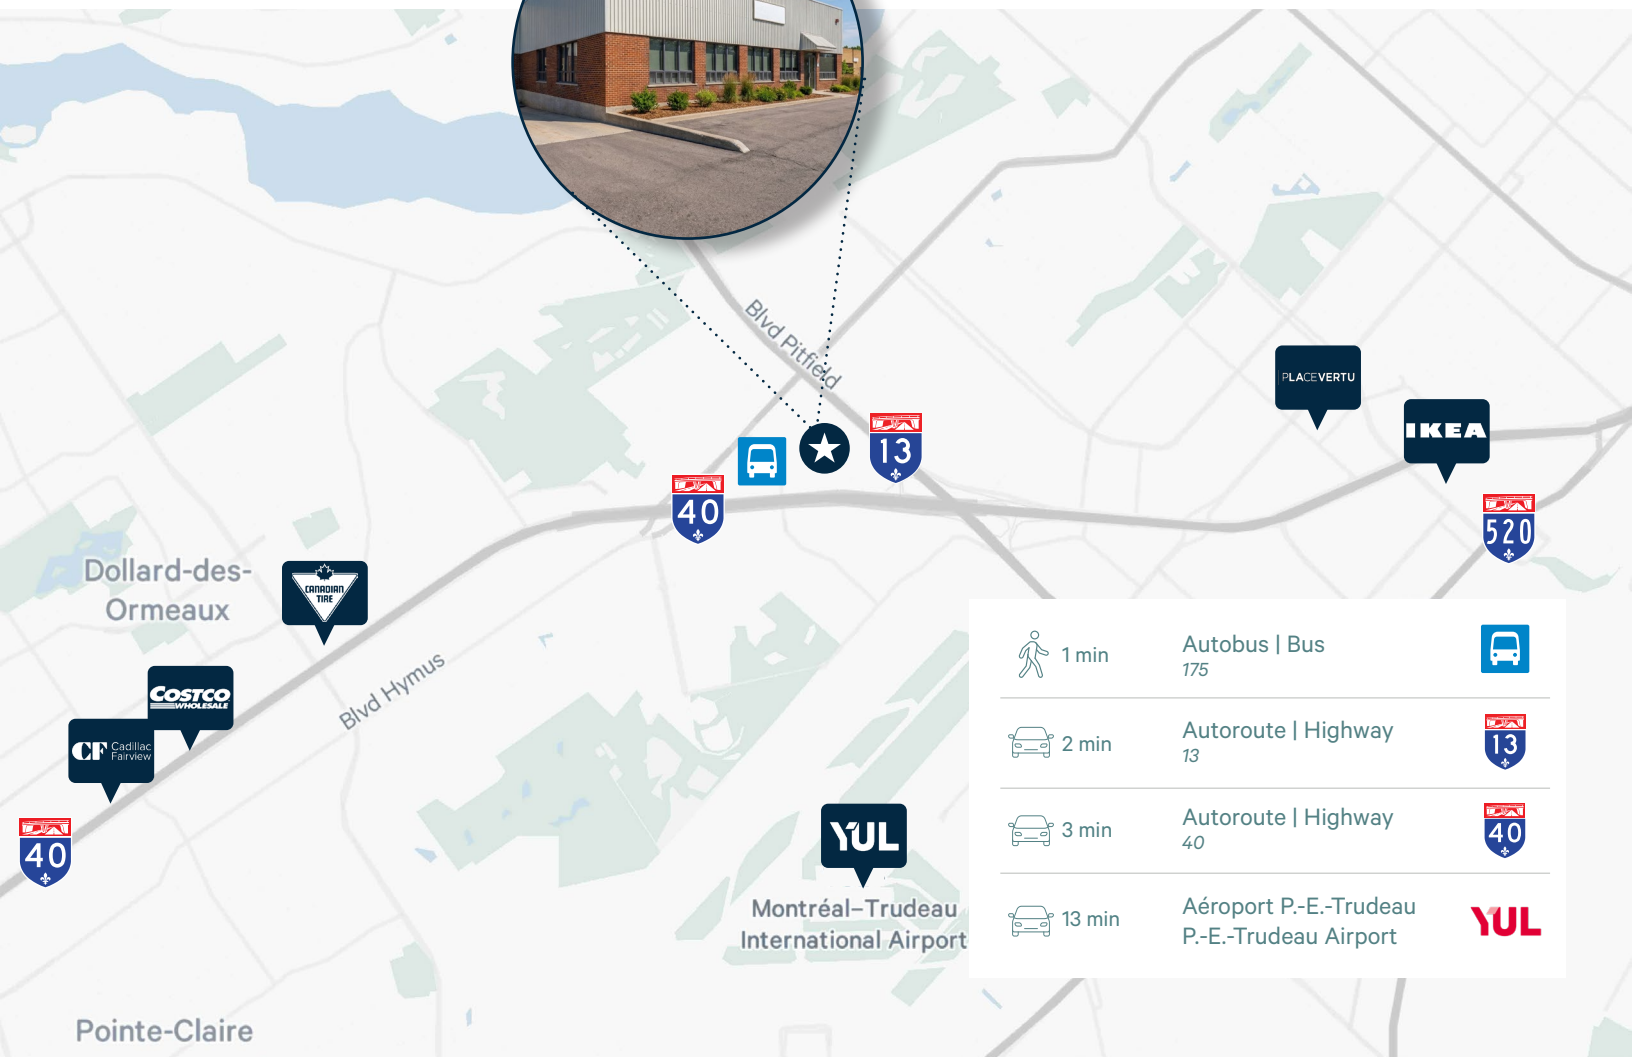 Blvd Pitfield
PLACEVERTU
IKEA
13
40
520
Dollard-des-
Ormeaux
CANADIAN
TIRE
COSTCO
WHOLESALE
Blvd Hymus
CF Cadillac
Fairview
40
YUL
Montréal–Trudeau
International Airport
Pointe-Claire
1 min
Autobus | Bus
175
2 min
Autoroute | Highway
13
13
3 min
Autoroute | Highway
40
40
13 min
Aéroport P.-E.-Trudeau
P.-E.-Trudeau Airport
YUL